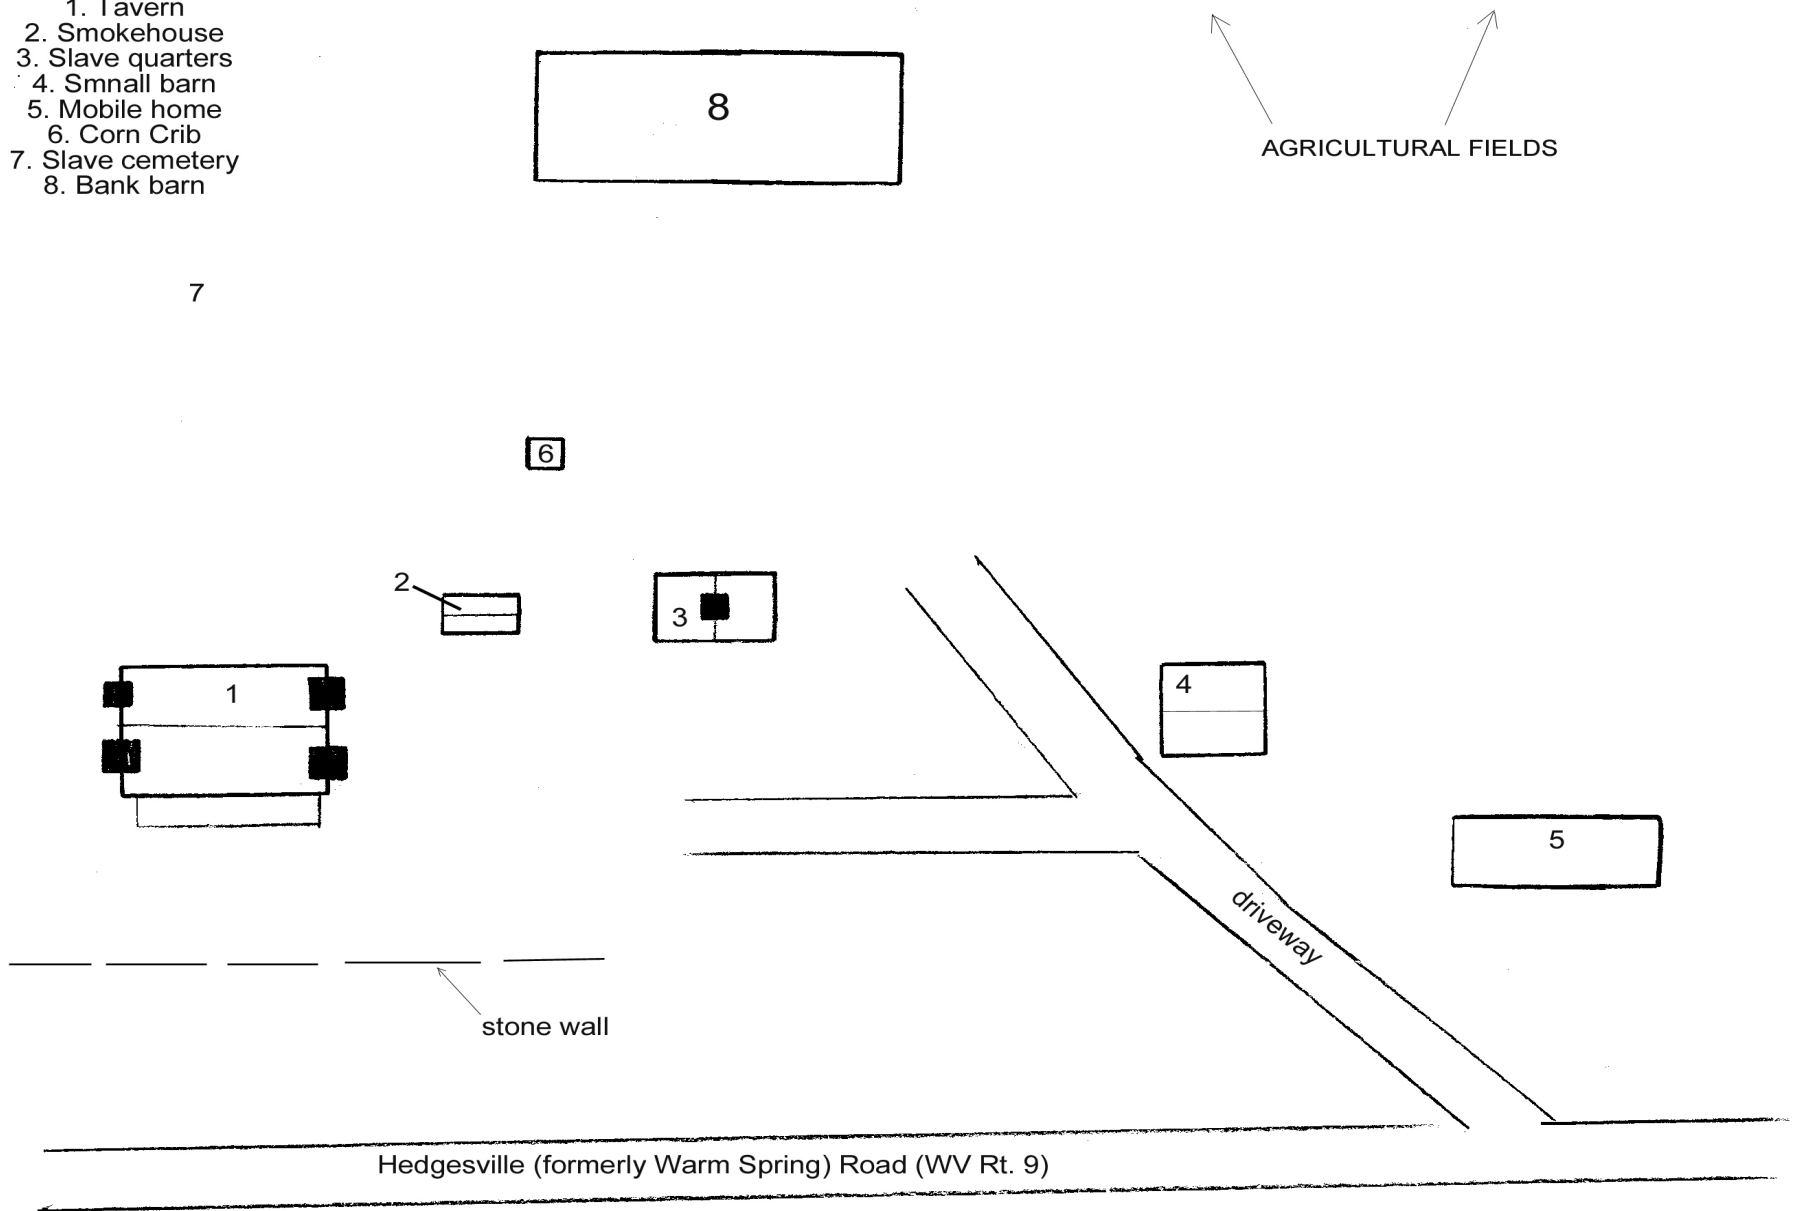 1. Tavern
2. Smokehouse
3. Slave quarters
4. Smnall barn
5. Mobile home
6. Corn Crib
7. Slave cemetery
8. Bank barn
8
AGRICULTURAL FIELDS
7
6
2
3
1
4
5
driveway
stone wall
Hedgesville (formerly Warm Spring) Road (WV Rt. 9)